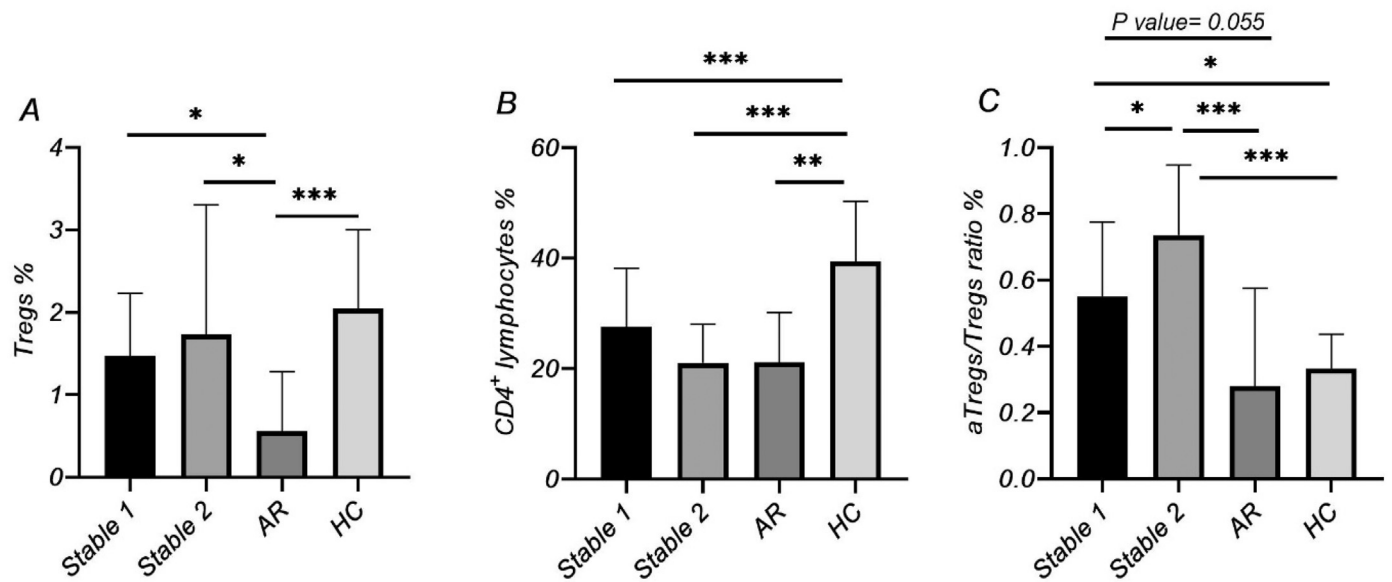 A
Tregs %
4
3
2
1
0
*
*
***
Stable 1
Stable 2
AR
HC
B
CD4⁺ lymphocytes %
60
40
20
0
***
***
**
Stable 1
Stable 2
AR
HC
C
aTregs/Tregs ratio %
1.0
0.8
0.6
0.4
0.2
0.0
P value= 0.055
*
*
***
***
Stable 1
Stable 2
AR
HC